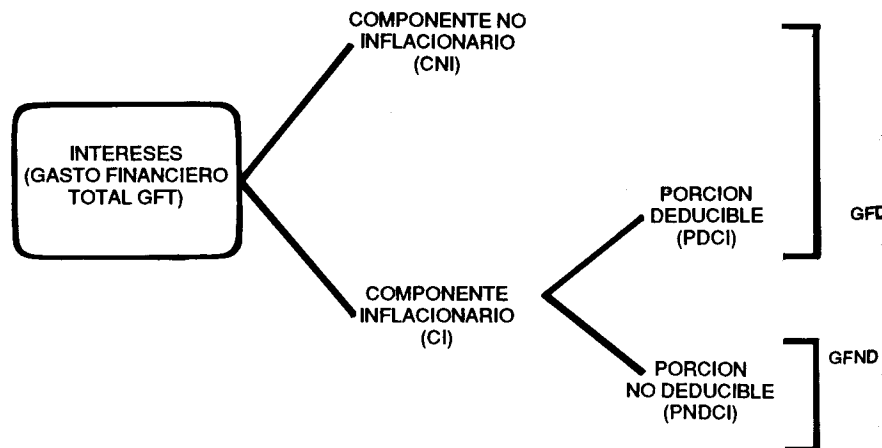 COMPONENTE NO
INFLACIONARIO
(CNI)
INTERESES
(GASTO FINANCIERO
TOTAL GFT)
PORCION
DEDUCIBLE
(PDCI)
GFD
COMPONENTE
INFLACIONARIO
(CI)
GFND
PORCION
NO DEDUCIBLE
(PNDCI)